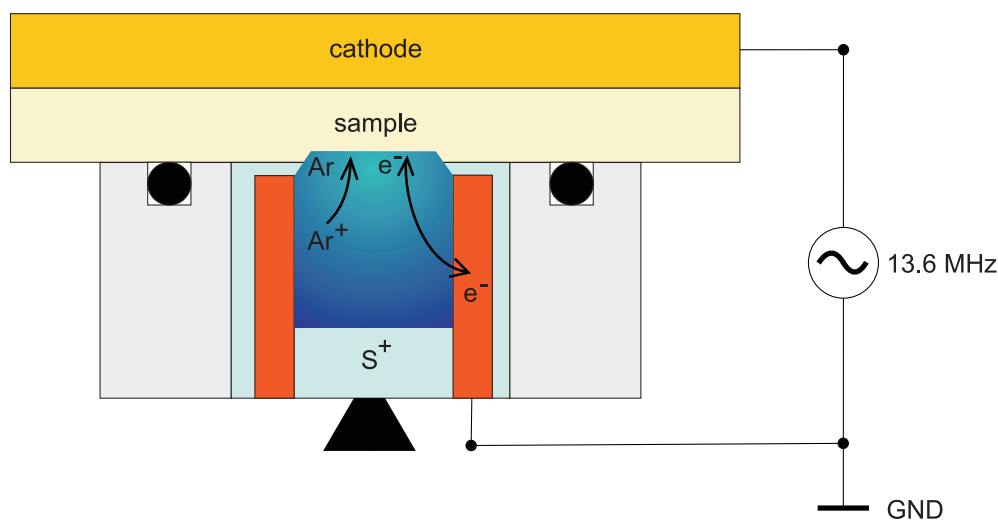 cathode
sample
Ar e⁻
Ar⁺
13.6 MHz
e⁻
S⁺
GND